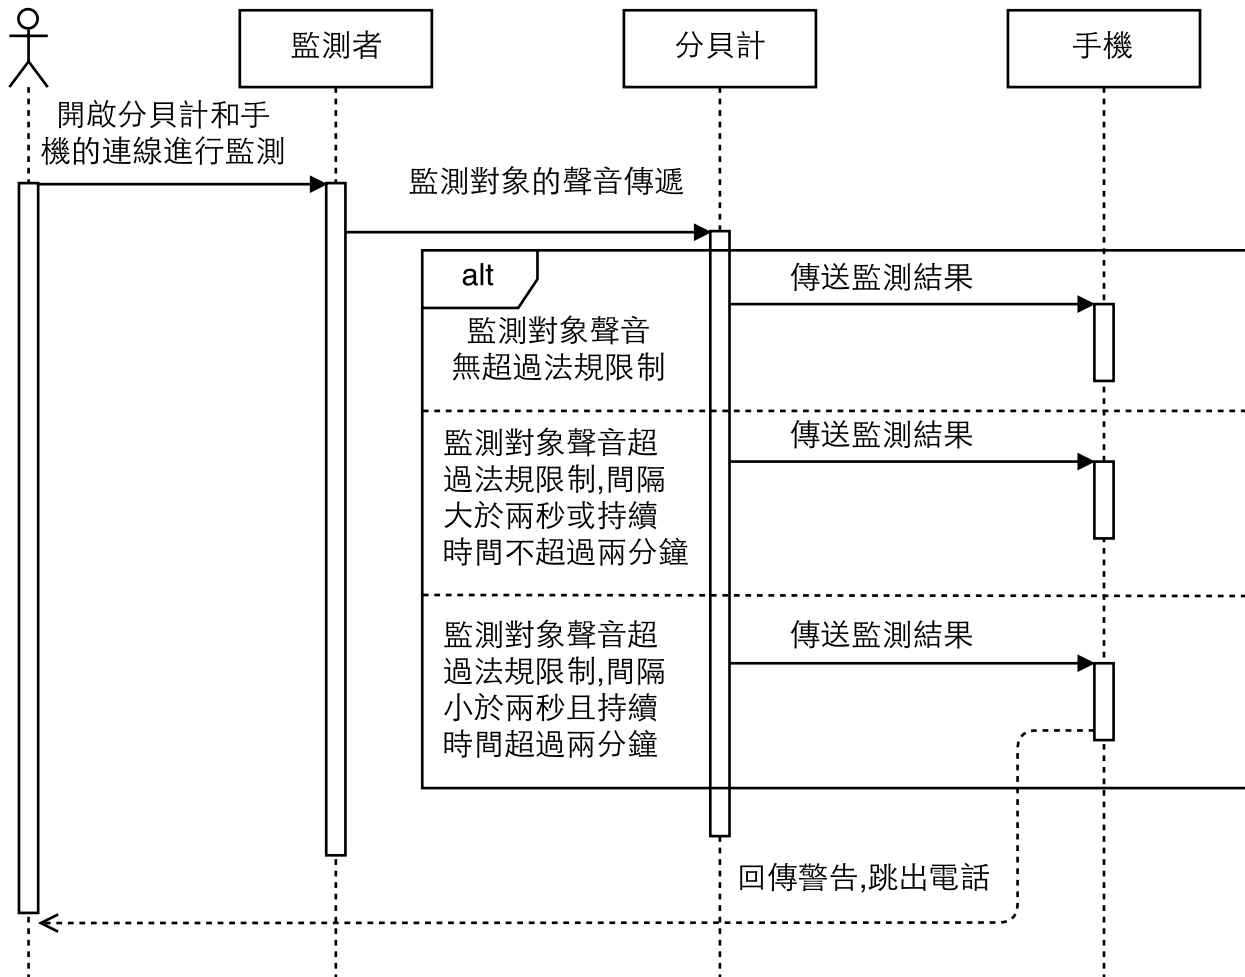 監測者
分貝計
手機
開啟分貝計和手
機的連線進行監測
監測對象的聲音傳遞
alt
傳送監測結果
監測對象聲音
無超過法規限制
傳送監測結果
監測對象聲音超
過法規限制,間隔
大於兩秒或持續
時間不超過兩分鐘
傳送監測結果
監測對象聲音超
過法規限制,間隔
小於兩秒且持續
時間超過兩分鐘
回傳警告,跳出電話